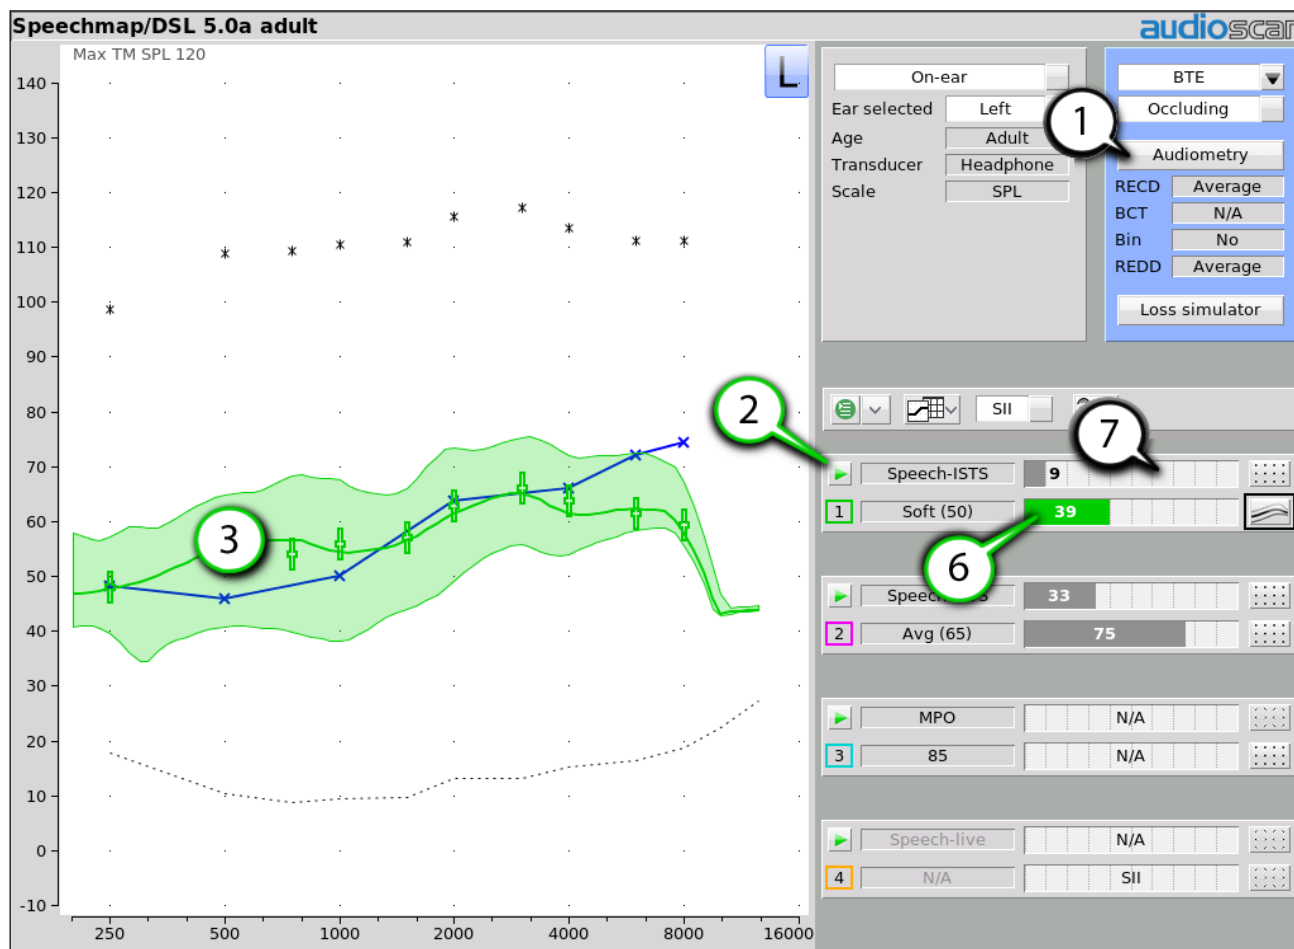 Speechmap/DSL 5.0a adult
audioscan
Max TM SPL 120
L
140
130
120
110
100
90
80
70
60
50
40
30
20
10
0
-10
250 500 1000 2000 4000 8000 16000
3
On-ear
Ear selected Left
Age Adult
Transducer Headphone
Scale SPL
1
BTE
Occluding
Audiometry
RECD Average
BCT N/A
Bin No
REDD Average
Loss simulator
2
SII
7
Speech-ISTS 9
1 Soft (50) 39
6
33
2 Avg (65) 75
MPO N/A
3 85 N/A
Speech-live N/A
4 N/A SII